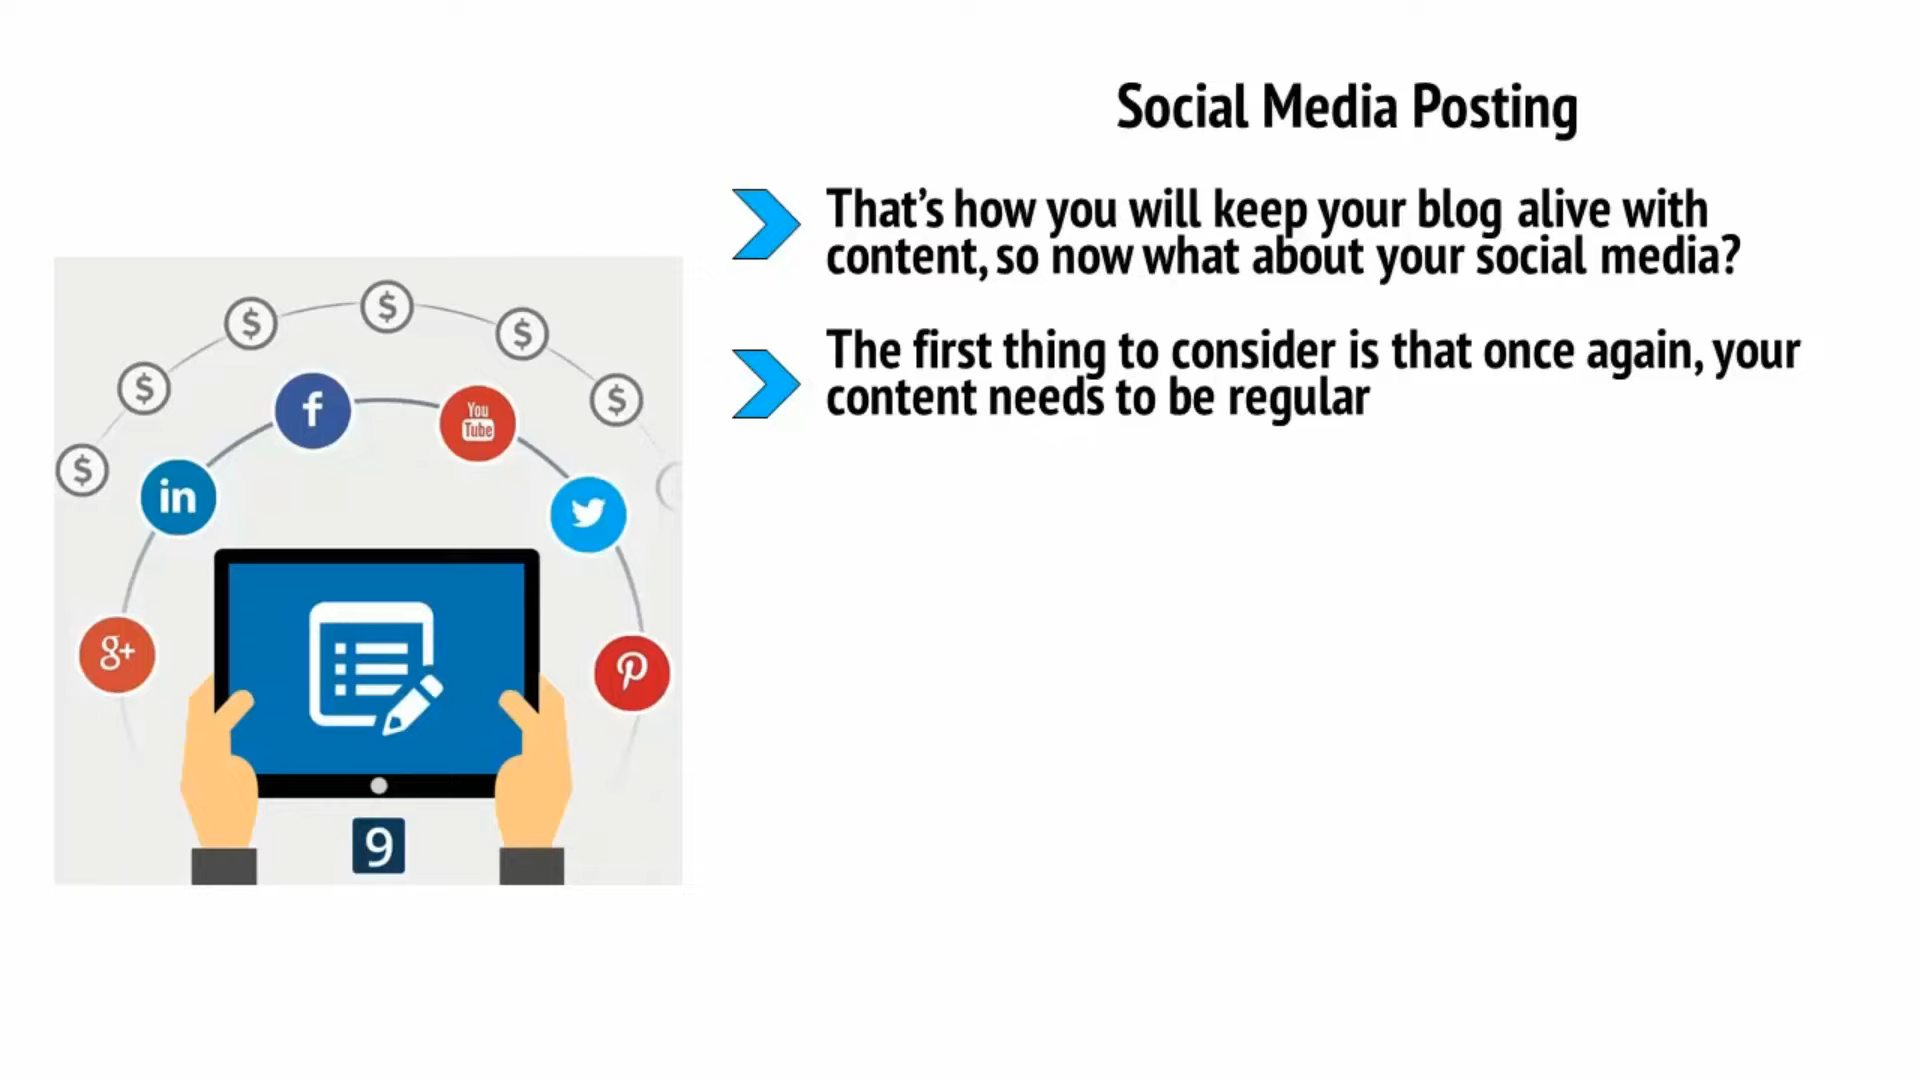 Social Media Posting
That's how you will keep your blog alive with
content, so now what about your social media?
The first thing to consider is that once again, your
content needs to be regular
$ $ $ $ $ $
f
You
Tube
in
g+
9